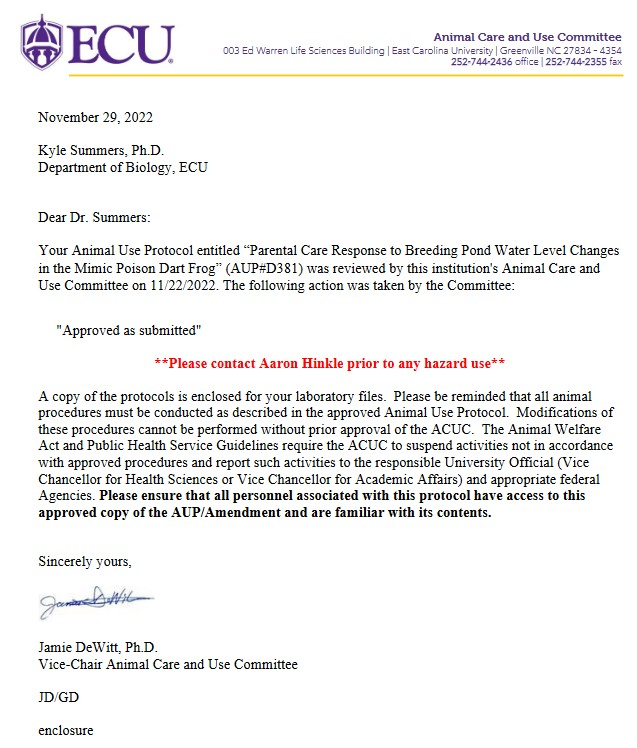 ECU
Animal Care and Use Committee
003 Ed Warren Life Sciences Building | East Carolina University | Greenville NC 27834 - 4354
252-744-2436 office | 252-744-2355 fax
November 29, 2022
Kyle Summers, Ph.D.
Department of Biology, ECU
Dear Dr. Summers:
Your Animal Use Protocol entitled “Parental Care Response to Breeding Pond Water Level Changes
in the Mimic Poison Dart Frog” (AUP#D381) was reviewed by this institution's Animal Care and
Use Committee on 11/22/2022. The following action was taken by the Committee:
"Approved as submitted"
**Please contact Aaron Hinkle prior to any hazard use**
A copy of the protocols is enclosed for your laboratory files.  Please be reminded that all animal
procedures must be conducted as described in the approved Animal Use Protocol.  Modifications of
these procedures cannot be performed without prior approval of the ACUC.  The Animal Welfare
Act and Public Health Service Guidelines require the ACUC to suspend activities not in accordance
with approved procedures and report such activities to the responsible University Official (Vice
Chancellor for Health Sciences or Vice Chancellor for Academic Affairs) and appropriate federal
Agencies. Please ensure that all personnel associated with this protocol have access to this
approved copy of the AUP/Amendment and are familiar with its contents.
Sincerely yours,
Jamie DeWitt, Ph.D.
Vice-Chair Animal Care and Use Committee
JD/GD
enclosure